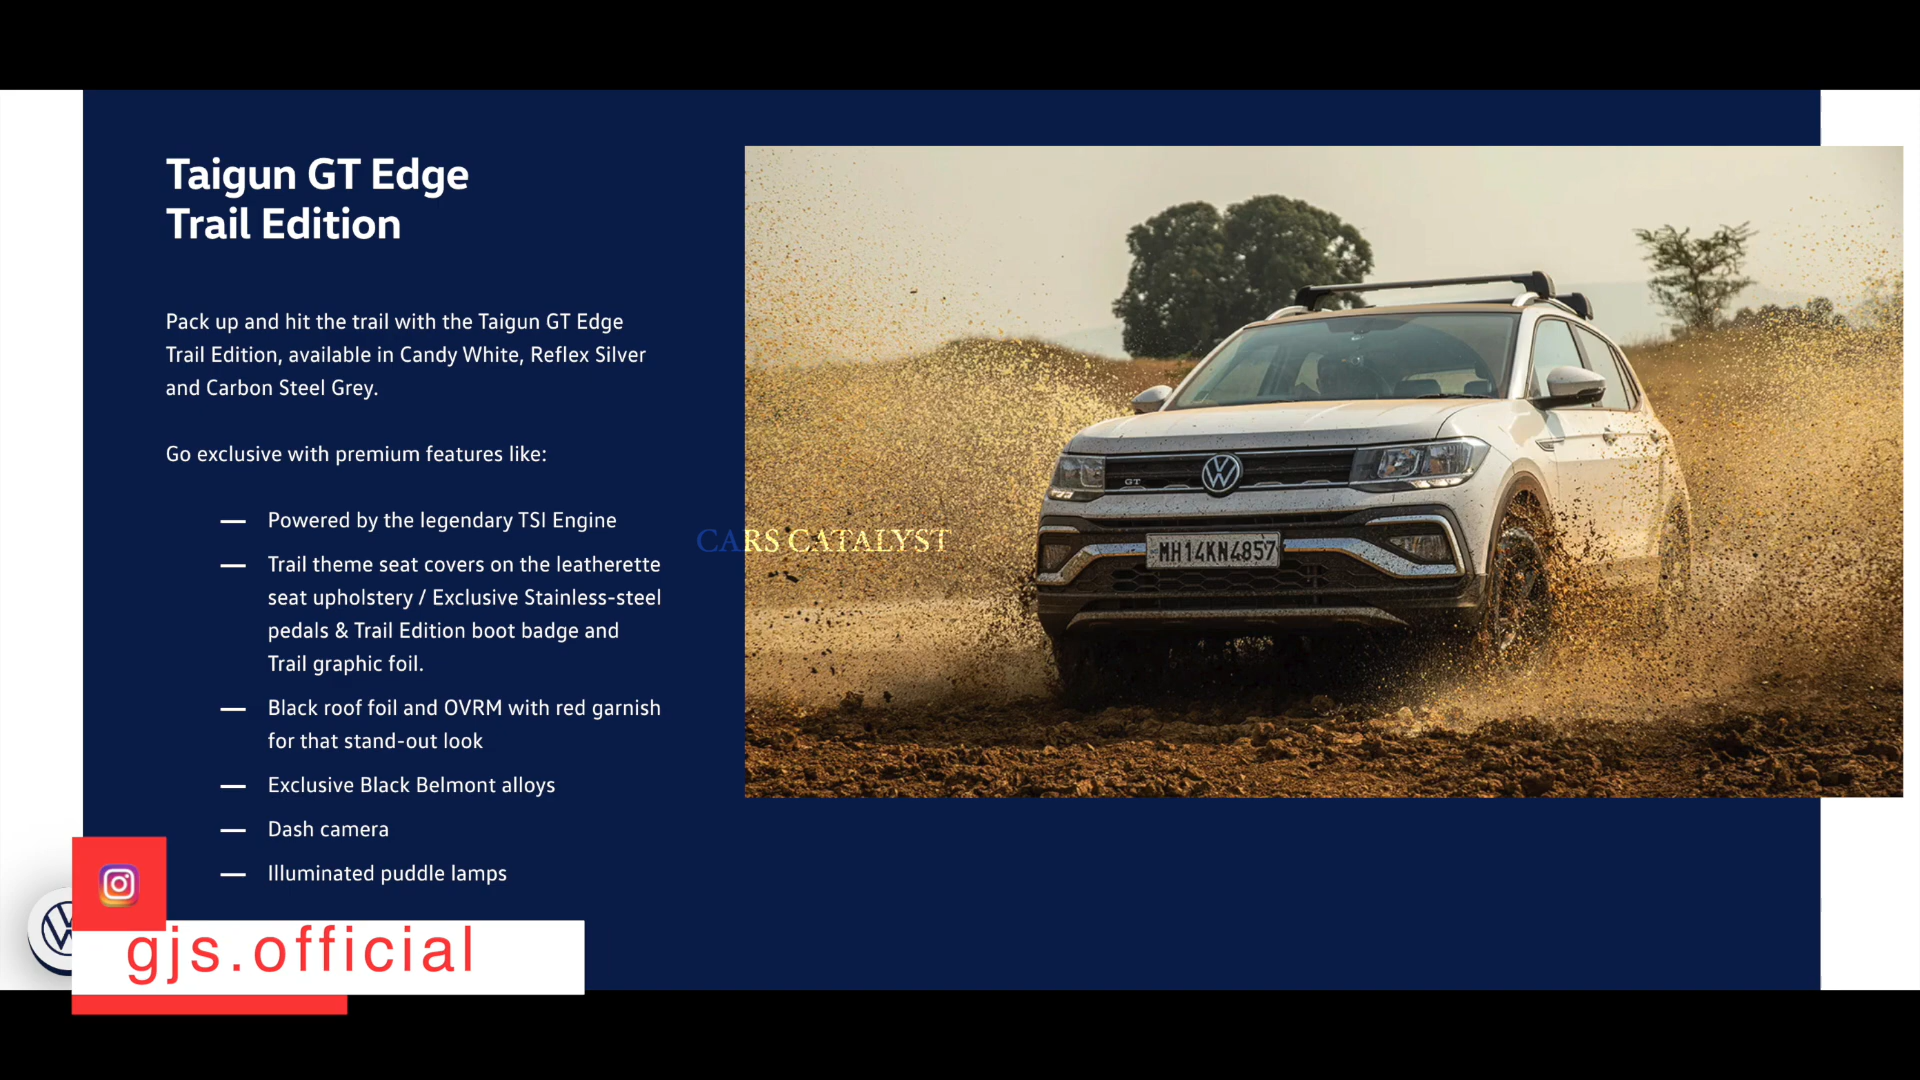 Taigun GT Edge
Trail Edition
Pack up and hit the trail with the Taigun GT Edge
Trail Edition, available in Candy White, Reflex Silver
and Carbon Steel Grey.
Go exclusive with premium features like:
— Powered by the legendary TSI Engine
— Trail theme seat covers on the leatherette
seat upholstery / Exclusive Stainless-steel
pedals & Trail Edition boot badge and
Trail graphic foil.
— Black roof foil and OVRM with red garnish
for that stand-out look
— Exclusive Black Belmont alloys
— Dash camera
— Illuminated puddle lamps
CARS CATALYST
GT
MH14KN4857
gjs.official